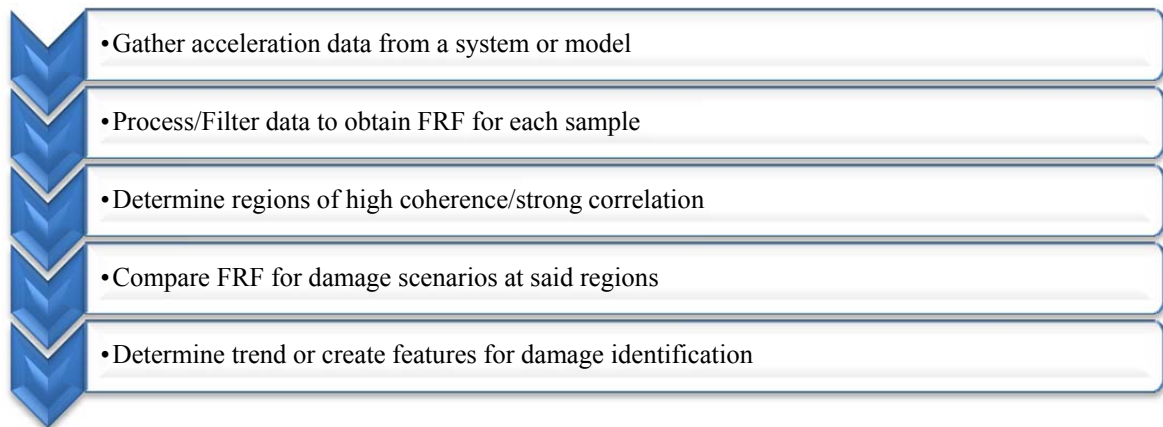 •Gather acceleration data from a system or model
•Process/Filter data to obtain FRF for each sample
•Determine regions of high coherence/strong correlation
•Compare FRF for damage scenarios at said regions
•Determine trend or create features for damage identification